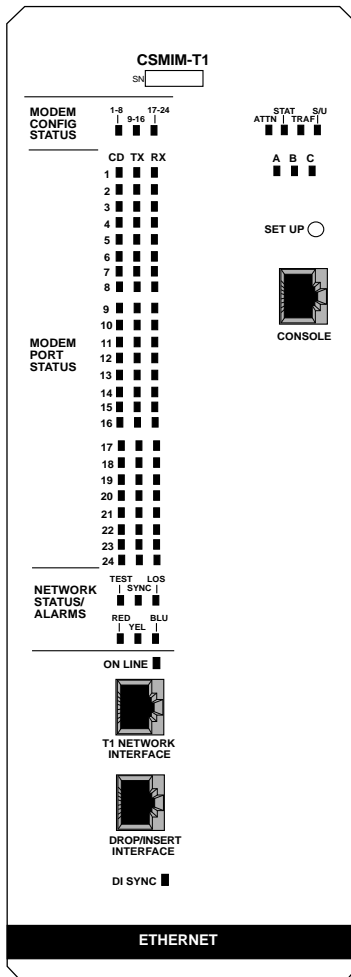 CSMIM-T1
SN
MODEM
CONFIG
STATUS
1-8 17-24
9-16
STAT S/U
ATTN TRAF
A B C
CD TX RX
1
2
3
4
5
6
7
8
SET UP
CONSOLE
MODEM
PORT
STATUS
9
10
11
12
13
14
15
16
17
18
19
20
21
22
23
24
NETWORK
STATUS/
ALARMS
TEST LOS
SYNC
RED BLU
YEL
ON LINE
T1 NETWORK
INTERFACE
DROP/INSERT
INTERFACE
DI SYNC
ETHERNET